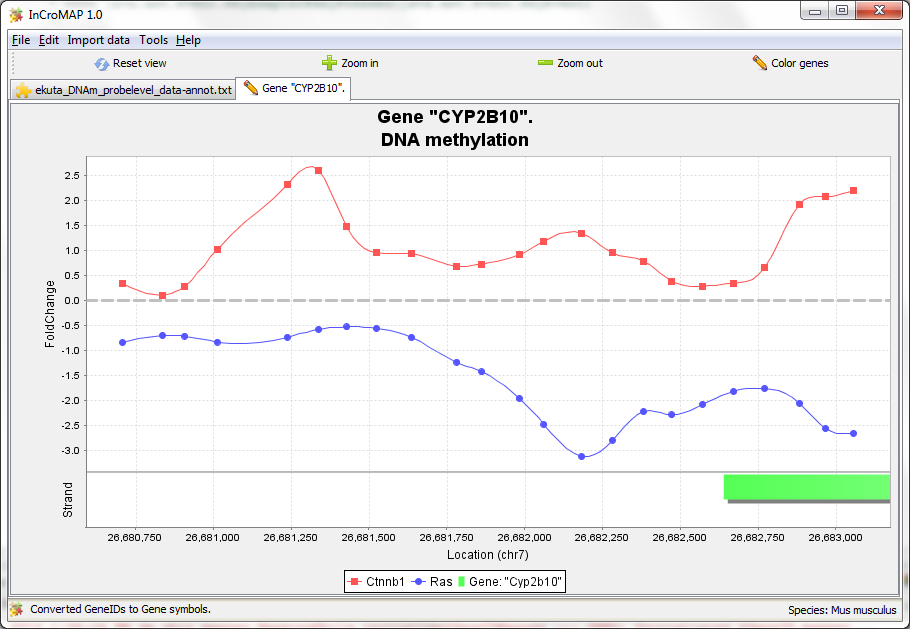 InCroMAP 1.0
File Edit Import data Tools Help
Reset view Zoom in Zoom out Color genes
ekuta_DNAm_probelevel_data-annot.txt Gene "CYP2B10".
Gene "CYP2B10".
DNA methylation
FoldChange
2.5
2.0
1.5
1.0
0.5
0.0
-0.5
-1.0
-1.5
-2.0
-2.5
-3.0
Strand
26,680,750 26,681,000 26,681,250 26,681,500 26,681,750 26,682,000 26,682,250 26,682,500 26,682,750 26,683,000
Location (chr7)
Ctnnb1 Ras Gene: "Cyp2b10"
Converted GeneIDs to Gene symbols. Species: Mus musculus